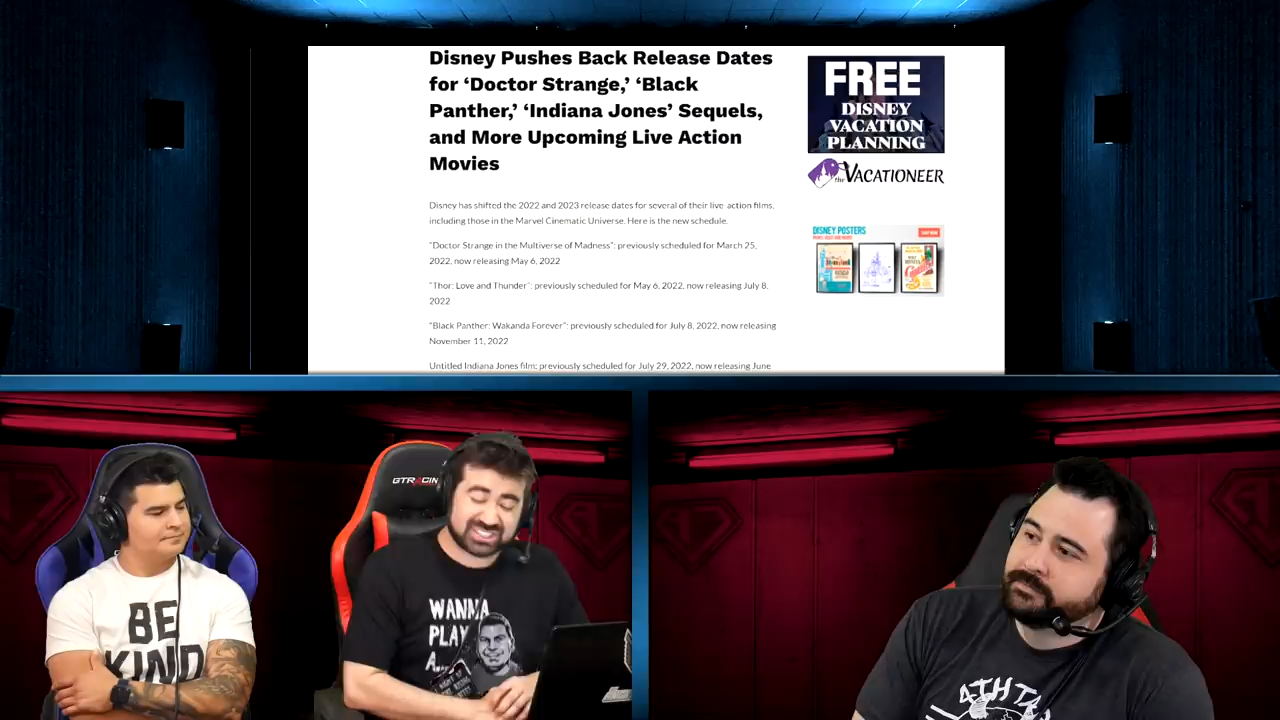 Disney Pushes Back Release Dates
for ‘Doctor Strange,’ ‘Black
Panther,’ ‘Indiana Jones’ Sequels,
and More Upcoming Live Action
Movies
Disney has shifted the 2022 and 2023 release dates for several of their live-action films,
including those in the Marvel Cinematic Universe. Here is the new schedule.
"Doctor Strange in the Multiverse of Madness": previously scheduled for March 25,
2022, now releasing May 6, 2022
"Thor: Love and Thunder": previously scheduled for May 6, 2022, now releasing July 8,
2022
"Black Panther: Wakanda Forever": previously scheduled for July 8, 2022, now releasing
November 11, 2022
Untitled Indiana Jones film: previously scheduled for July 29, 2022, now releasing June
FREE
DISNEY
VACATION
PLANNING
the VACATIONEER
DISNEY POSTERS
SHOP NOW
GTRACIN
BE
KIND
WANNA
PLAY
A...